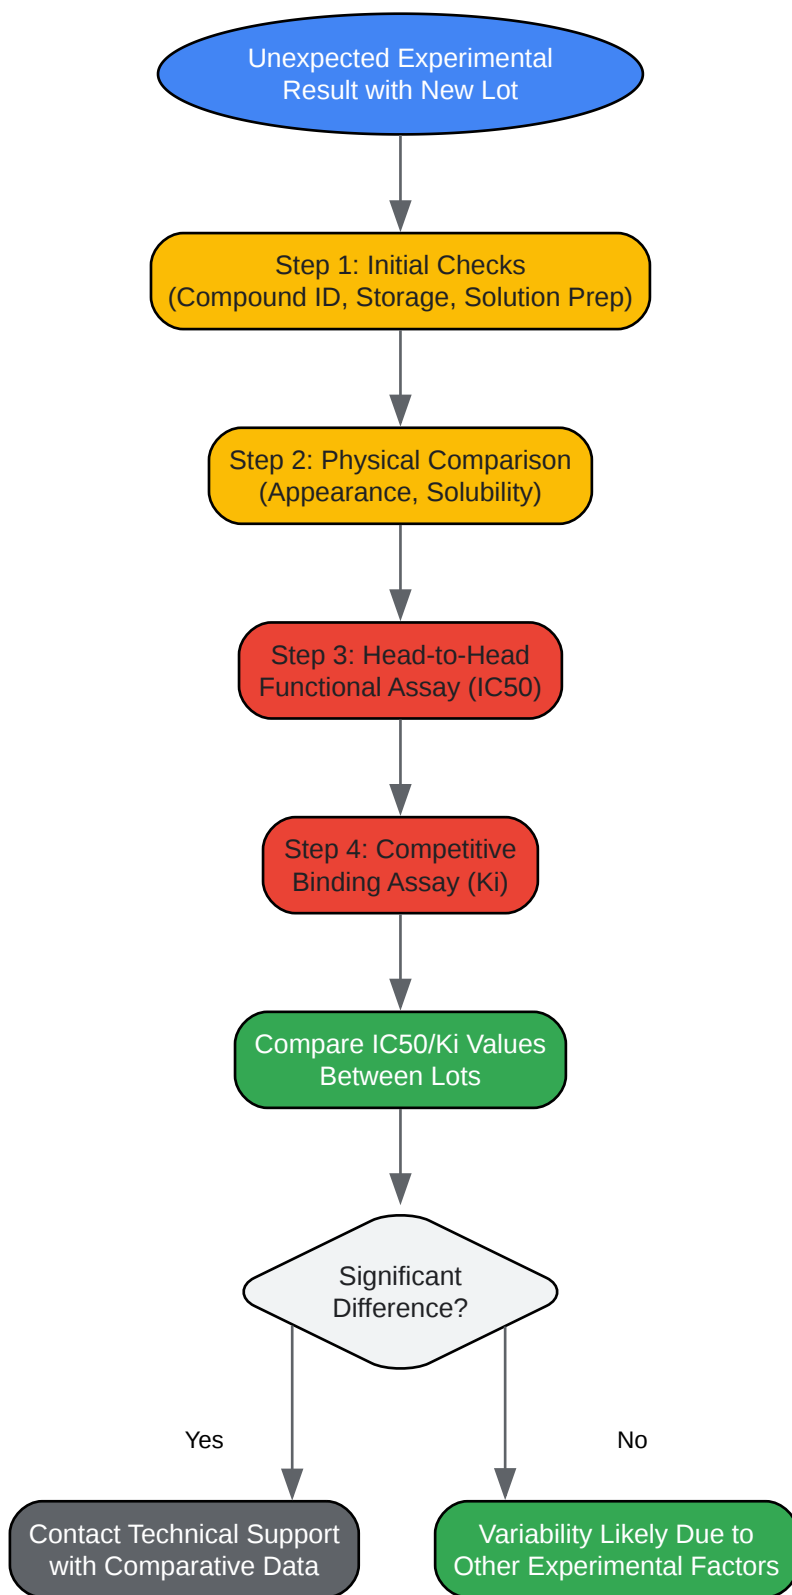 Unexpected Experimental
Result with New Lot
Step 1: Initial Checks
(Compound ID, Storage, Solution Prep)
Step 2: Physical Comparison
(Appearance, Solubility)
Step 3: Head-to-Head
Functional Assay (IC50)
Step 4: Competitive
Binding Assay (Ki)
Compare IC50/Ki Values
Between Lots
Significant
Difference?
Yes
No
Contact Technical Support
with Comparative Data
Variability Likely Due to
Other Experimental Factors